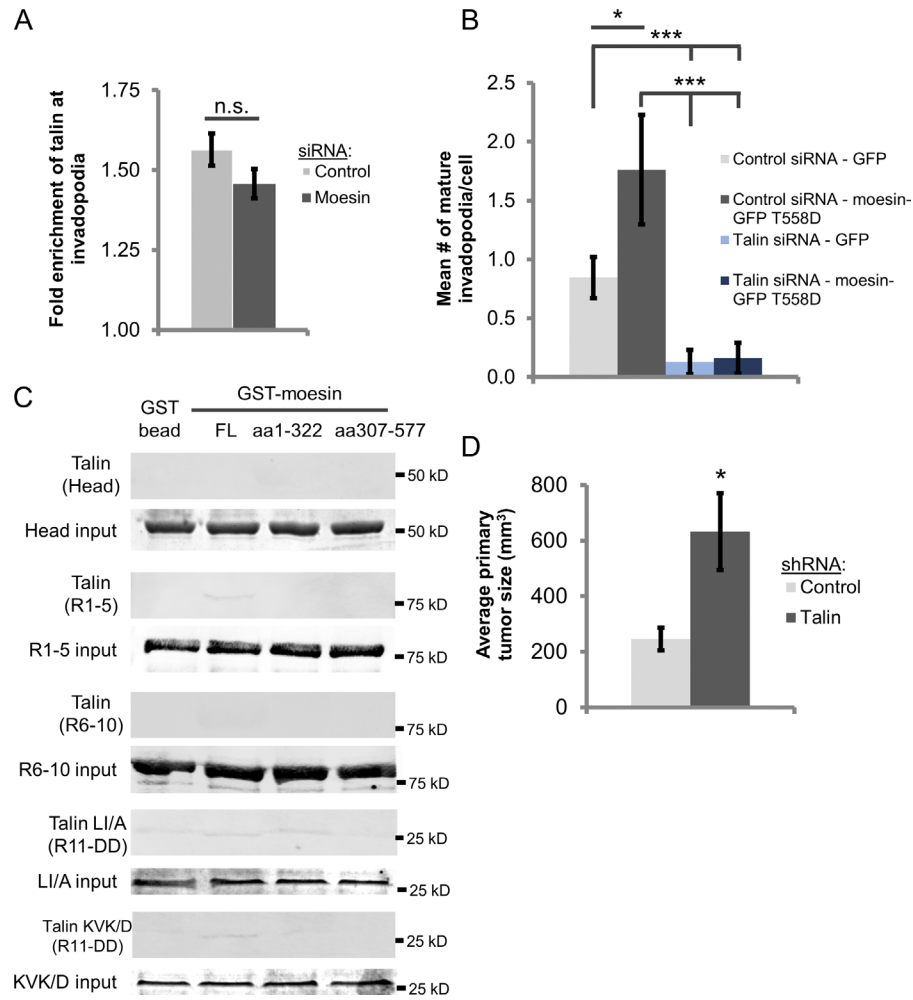 A
1.75
1.50
1.25
1.00
Fold enrichment of talin at
invadopodia
n.s.
siRNA:
Control
Moesin
B
*
***
***
2.5
2.0
1.5
1.0
0.5
0.0
Mean # of mature
invadopodia/cell
Control siRNA - GFP
Control siRNA - moesin-
GFP T558D
Talin siRNA - GFP
Talin siRNA - moesin-
GFP T558D
C
GST
bead
GST-moesin
FL aa1-322 aa307-577
Talin
(Head)
50 kD
Head input
50 kD
Talin
(R1-5)
75 kD
R1-5 input
75 kD
Talin
(R6-10)
75 kD
R6-10 input
75 kD
Talin LI/A
(R11-DD)
25 kD
LI/A input
25 kD
Talin KVK/D
(R11-DD)
25 kD
KVK/D input
25 kD
D
800
600
400
200
0
Average primary
tumor size (mm³)
*
shRNA:
Control
Talin